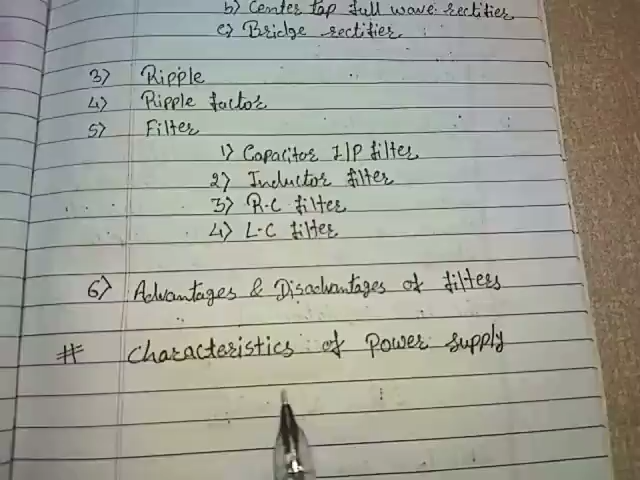 b) Center tap full wave rectifier
c) Bridge rectifier
3) Ripple
4) Ripple factor
5) Filter
1) Capacitor I/P filter
2) Inductor filter
3) R-C filter
4) L-C filter
6) Advantages & Disadvantages of filters
# Characteristics of Power supply